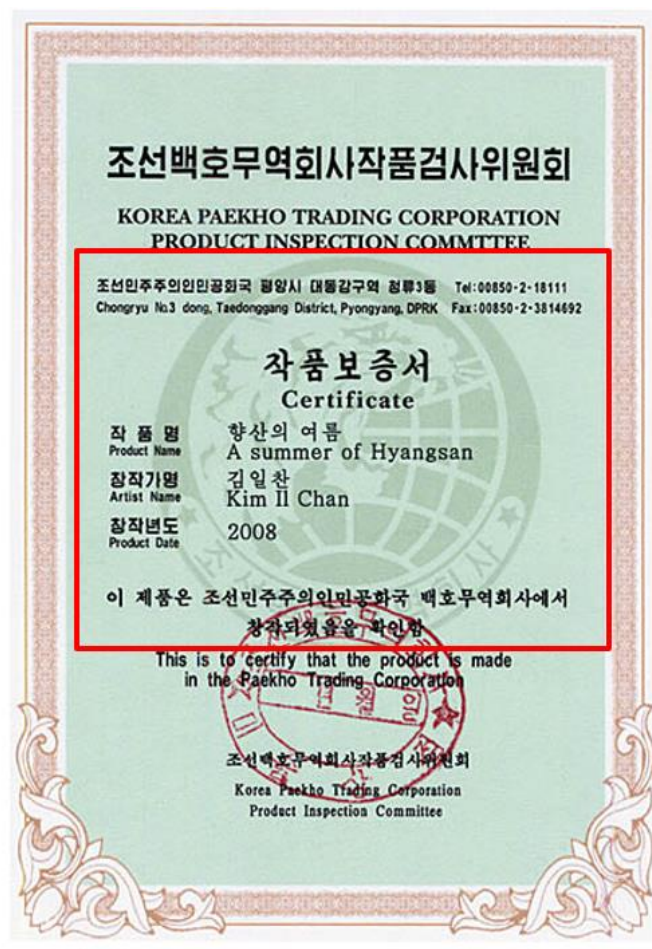 조선백호무역회사작품검사위원회
KOREA PAEKHO TRADING CORPORATION
PRODUCT INSPECTION COMMTTEE
조선민주주의인민공화국 평양시 대동강구역 청류3동 Tel:00850-2-18111
Chongryu No.3 dong, Taedonggang District, Pyongyang, DPRK Fax:00850-2-3814692
작품보증서
Certificate
작 품 명 향산의 여름
Product Name A summer of Hyangsan
창작가명 김일찬
Artist Name Kim Il Chan
창작년도 2008
Product Date
이 제품은 조선민주주의인민공화국 백호무역회사에서
창작되였음을 확인함
This is to certify that the product is made
in the Paekho Trading Corporation
조선백호무역회사작품검사위원회
Korea Paekho Trading Corporation
Product Inspection Committee